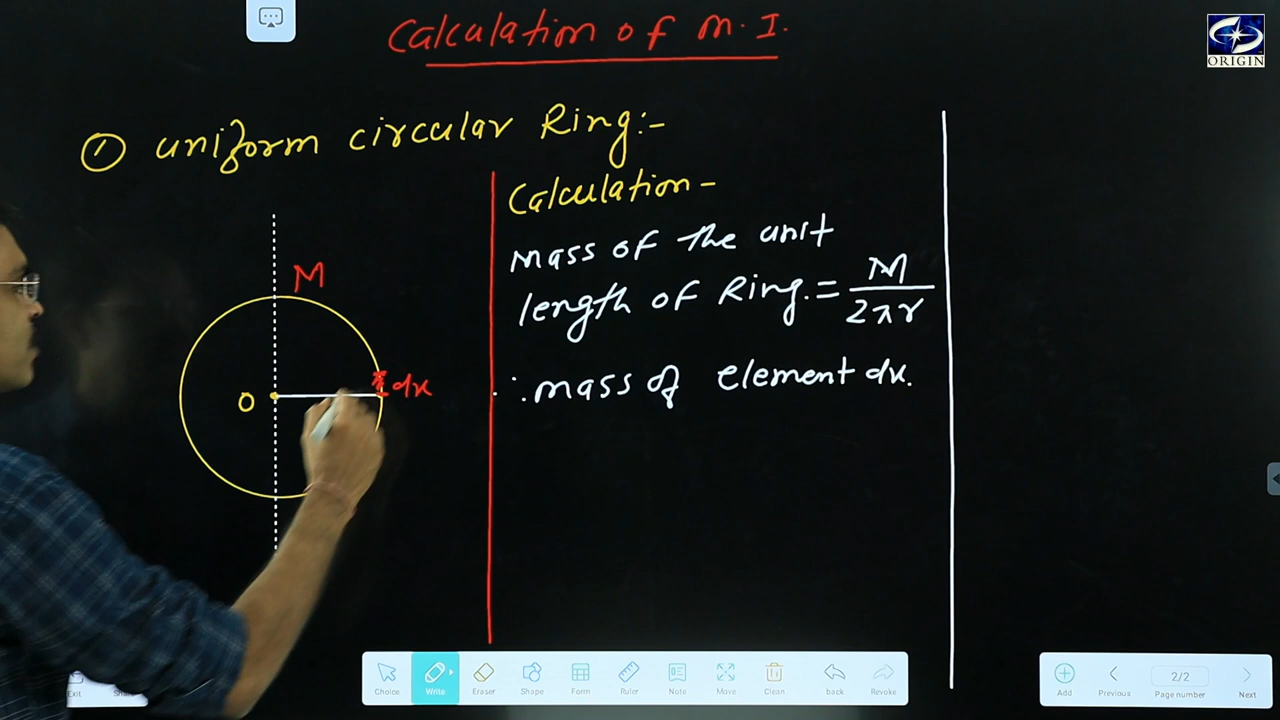 Calculation of M.I.
ORIGIN
① uniform circular Ring:-
Calculation -
Mass of the unit
length of Ring. = M/2πr
∴ mass of element dx.
M
dx
O
Exit
Choice
Write
Eraser
Shape
Form
Ruler
Note
Move
Clean
back
Revoke
Add
Previous
2/2
Page number
Next